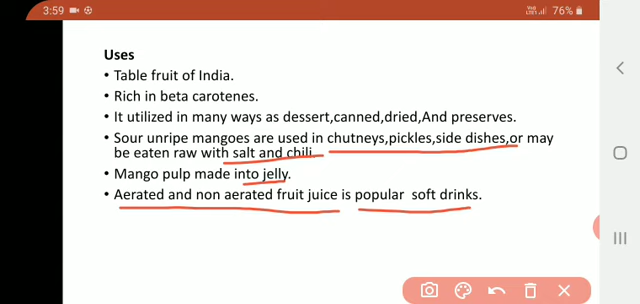 3:59
76%
Uses
• Table fruit of India.
• Rich in beta carotenes.
• It utilized in many ways as dessert,canned,dried,And preserves.
• Sour unripe mangoes are used in chutneys,pickles,side dishes,or may
be eaten raw with salt and chili.
• Mango pulp made into jelly.
• Aerated and non aerated fruit juice is popular soft drinks.